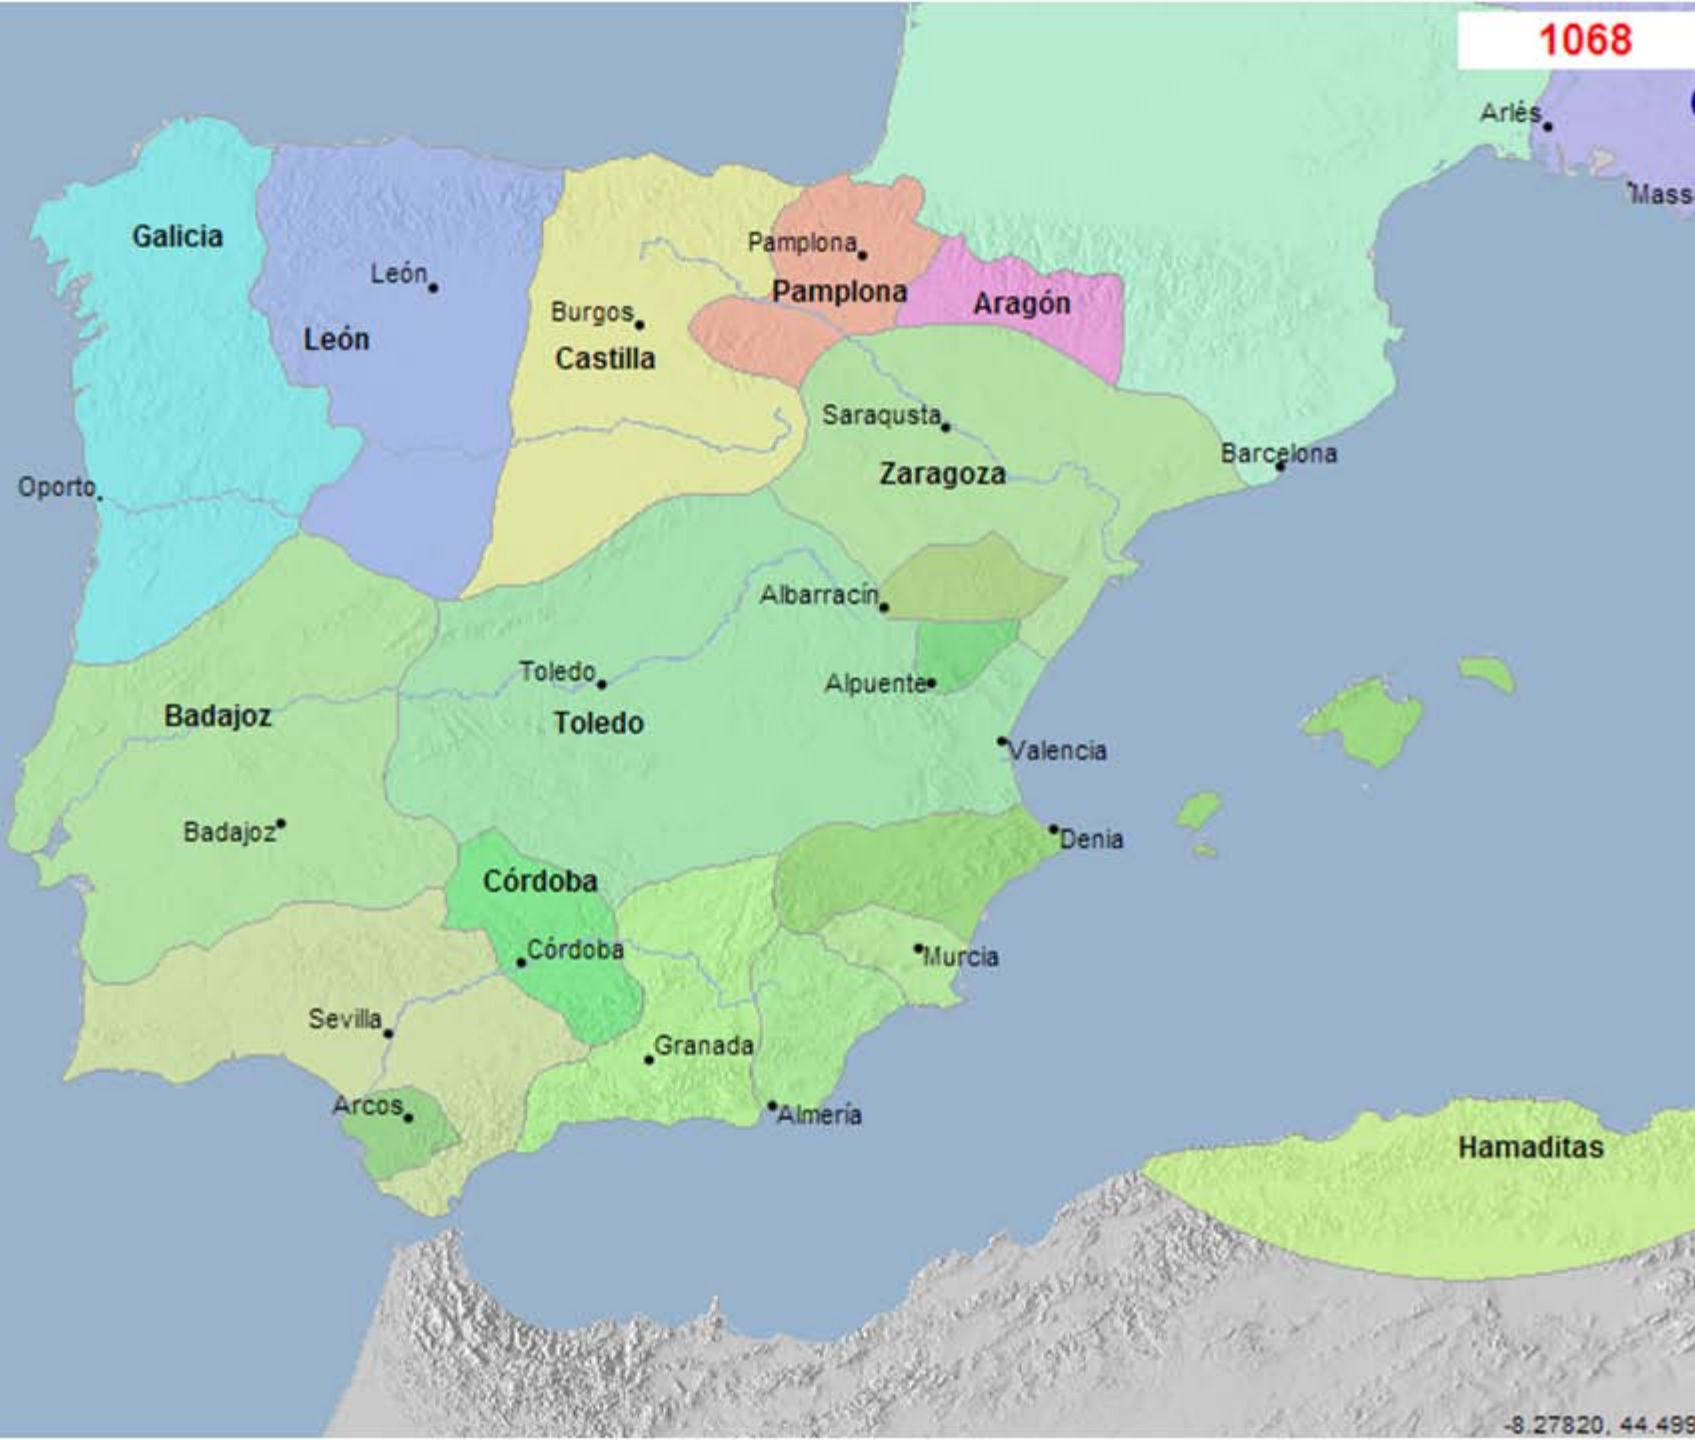 1068
Arlés
Mass
Galicia
León
León
Pamplona
Pamplona
Aragón
Burgos
Castilla
Saraqusta
Zaragoza
Barcelona
Oporto
Albarracín
Toledo
Toledo
Alpuente
Badajoz
Badajoz
Valencia
Denia
Córdoba
Córdoba
Murcia
Sevilla
Granada
Arcos
Almería
Hamaditas
-8.27820, 44.499